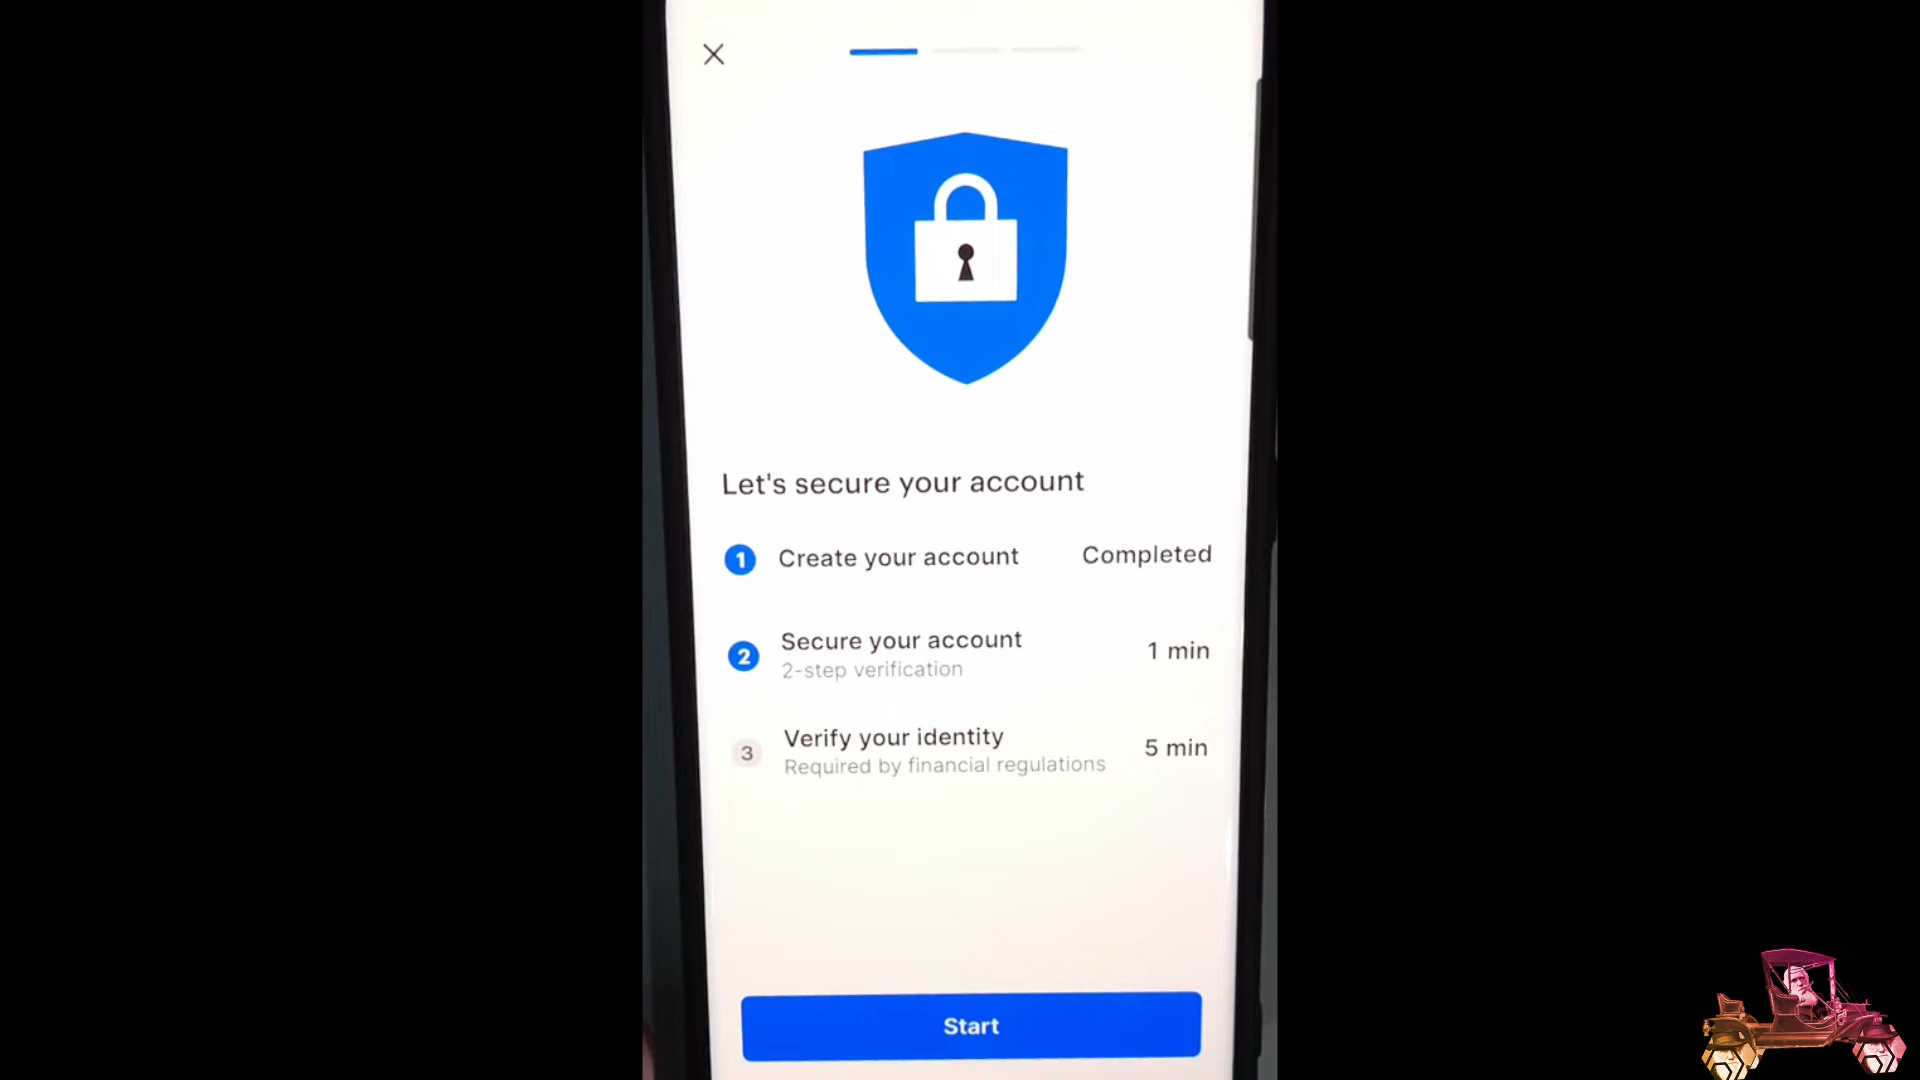 Let's secure your account
1 Create your account Completed
2 Secure your account 1 min
2-step verification
3 Verify your identity 5 min
Required by financial regulations
Start